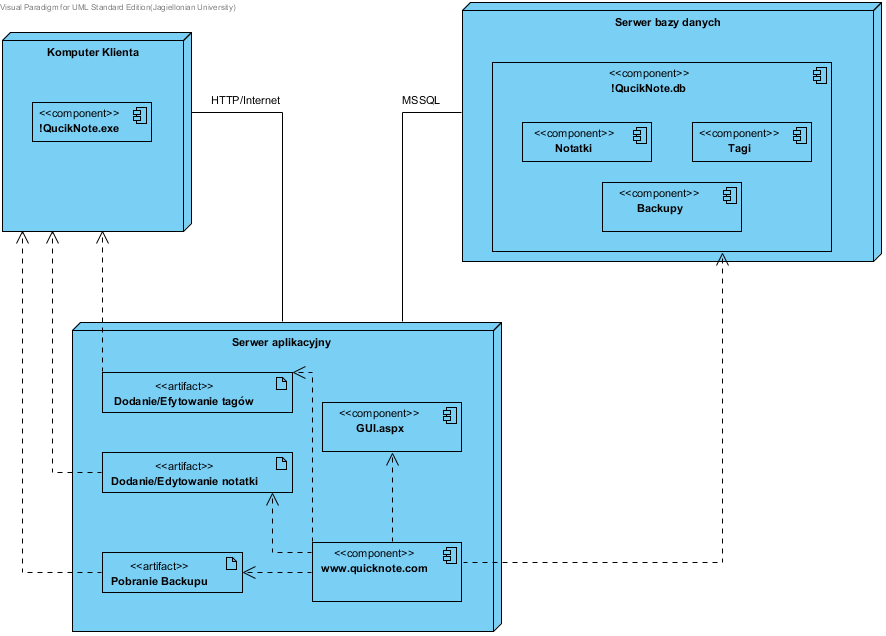 Visual Paradigm for UML Standard Edition(Jagiellonian University)
Komputer Klienta
<<component>>
!QucikNote.exe
HTTP/Internet
MSSQL
Serwer bazy danych
<<component>>
!QucikNote.db
<<component>>
Notatki
<<component>>
Tagi
<<component>>
Backupy
Serwer aplikacyjny
<<artifact>>
Dodanie/Efytowanie tagów
<<component>>
GUI.aspx
<<artifact>>
Dodanie/Edytowanie notatki
<<artifact>>
Pobranie Backupu
<<component>>
www.quicknote.com